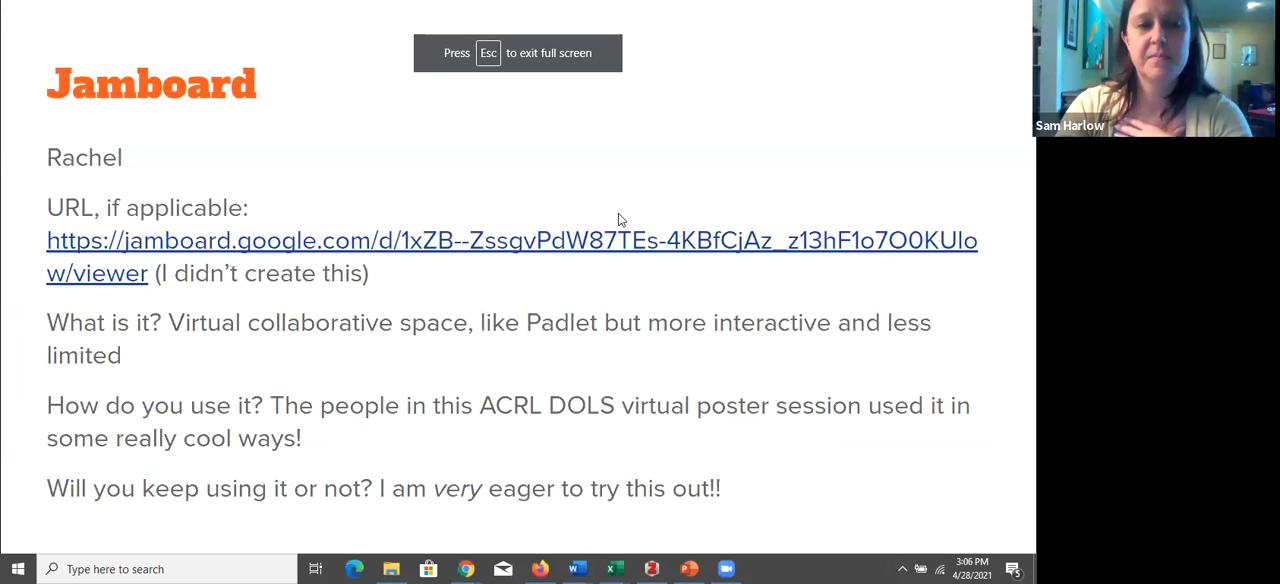 Press Esc to exit full screen
Jamboard
Rachel
URL, if applicable:
https://jamboard.google.com/d/1xZB--ZssgvPdW87TEs-4KBfCjAz_z13hF1o7O0KUlo
w/viewer (I didn't create this)
What is it? Virtual collaborative space, like Padlet but more interactive and less
limited
How do you use it? The people in this ACRL DOLS virtual poster session used it in
some really cool ways!
Will you keep using it or not? I am very eager to try this out!!
Sam Harlow
Type here to search
3:06 PM
4/28/2021
5